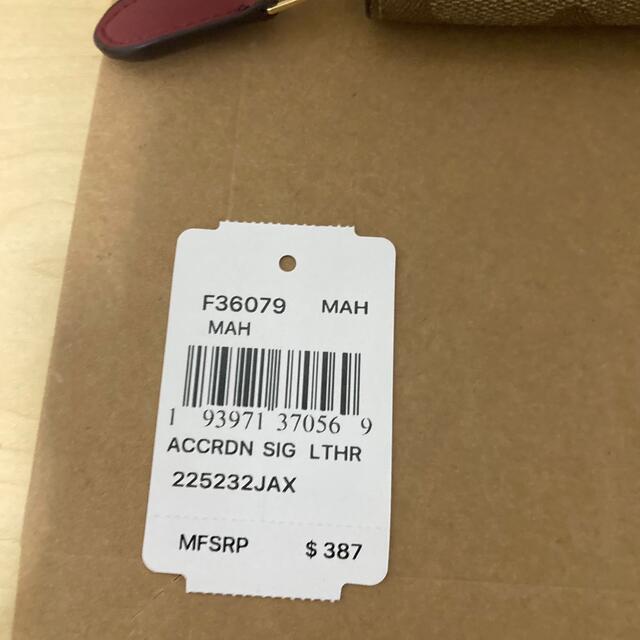 F36079 MAH
MAH
1 93971 37056 9
ACCRDN SIG LTHR
225232JAX
MFSRP $387